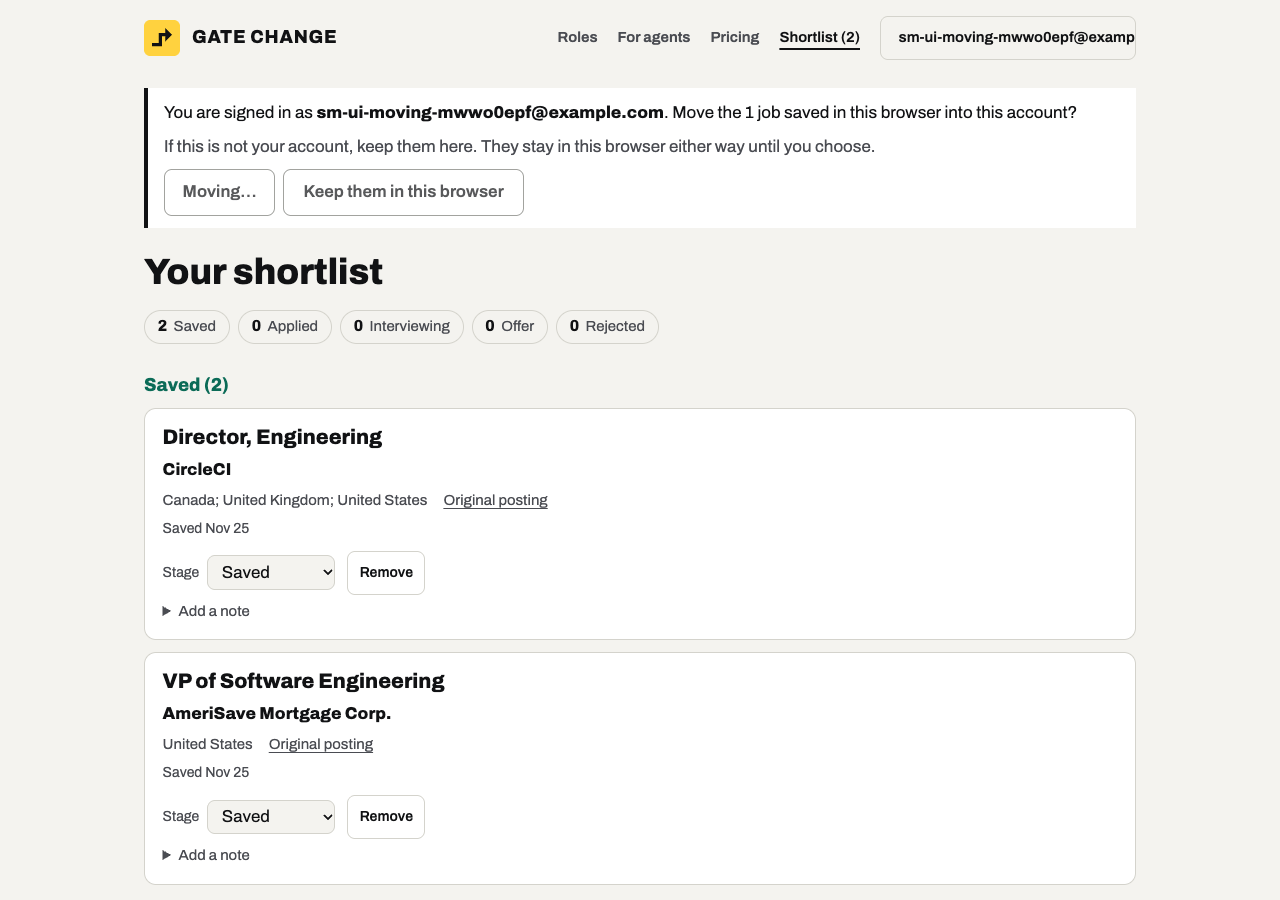 GATE CHANGE
Roles For agents Pricing Shortlist (2) sm-ui-moving-mwwo0epf@examp
You are signed in as sm-ui-moving-mwwo0epf@example.com. Move the 1 job saved in this browser into this account?
If this is not your account, keep them here. They stay in this browser either way until you choose.
Moving... Keep them in this browser
Your shortlist
2 Saved 0 Applied 0 Interviewing 0 Offer 0 Rejected
Saved (2)
Director, Engineering
CircleCI
Canada; United Kingdom; United States Original posting
Saved Nov 25
Stage Saved Remove
Add a note
VP of Software Engineering
AmeriSave Mortgage Corp.
United States Original posting
Saved Nov 25
Stage Saved Remove
Add a note